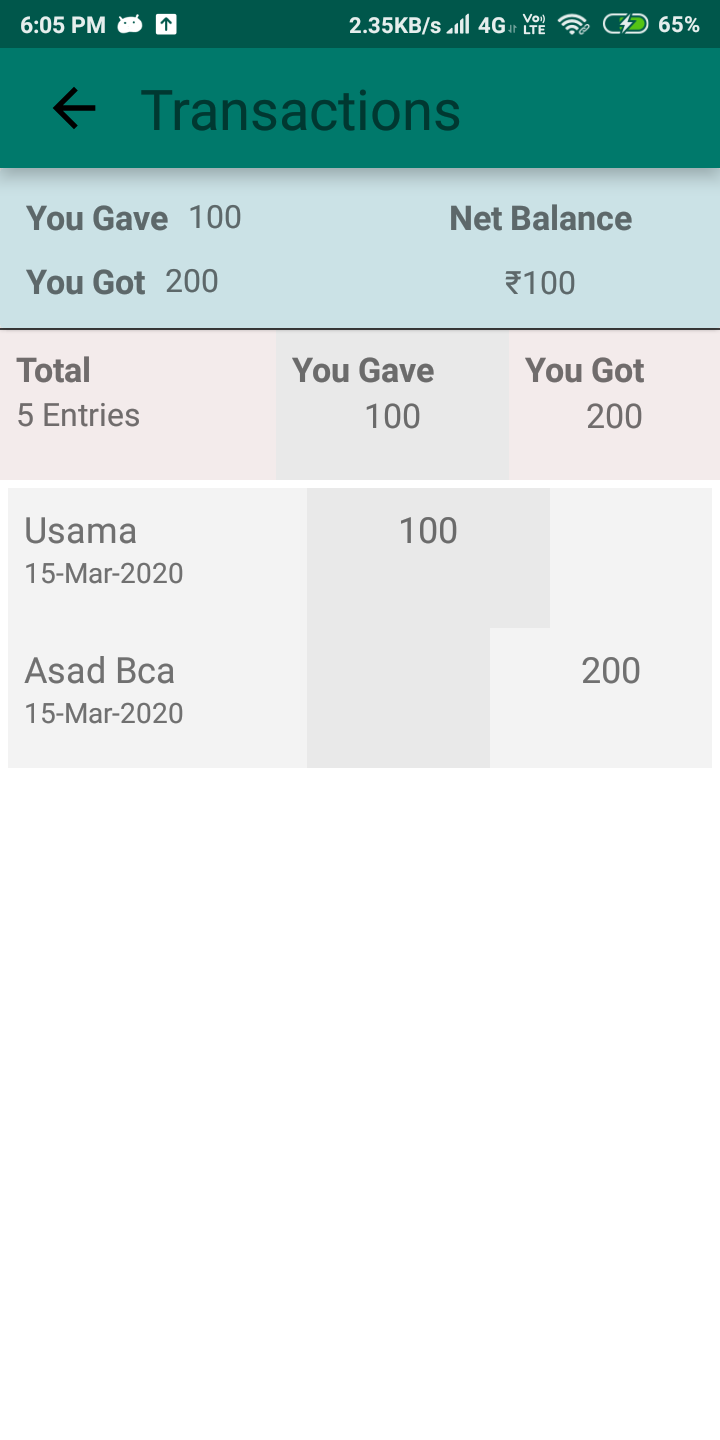 6:05 PM 2.35KB/s 4G Vo) LTE 65%
Transactions
You Gave 100 Net Balance
You Got 200 ₹100
Total You Gave You Got
5 Entries 100 200
Usama 100
15-Mar-2020
Asad Bca 200
15-Mar-2020